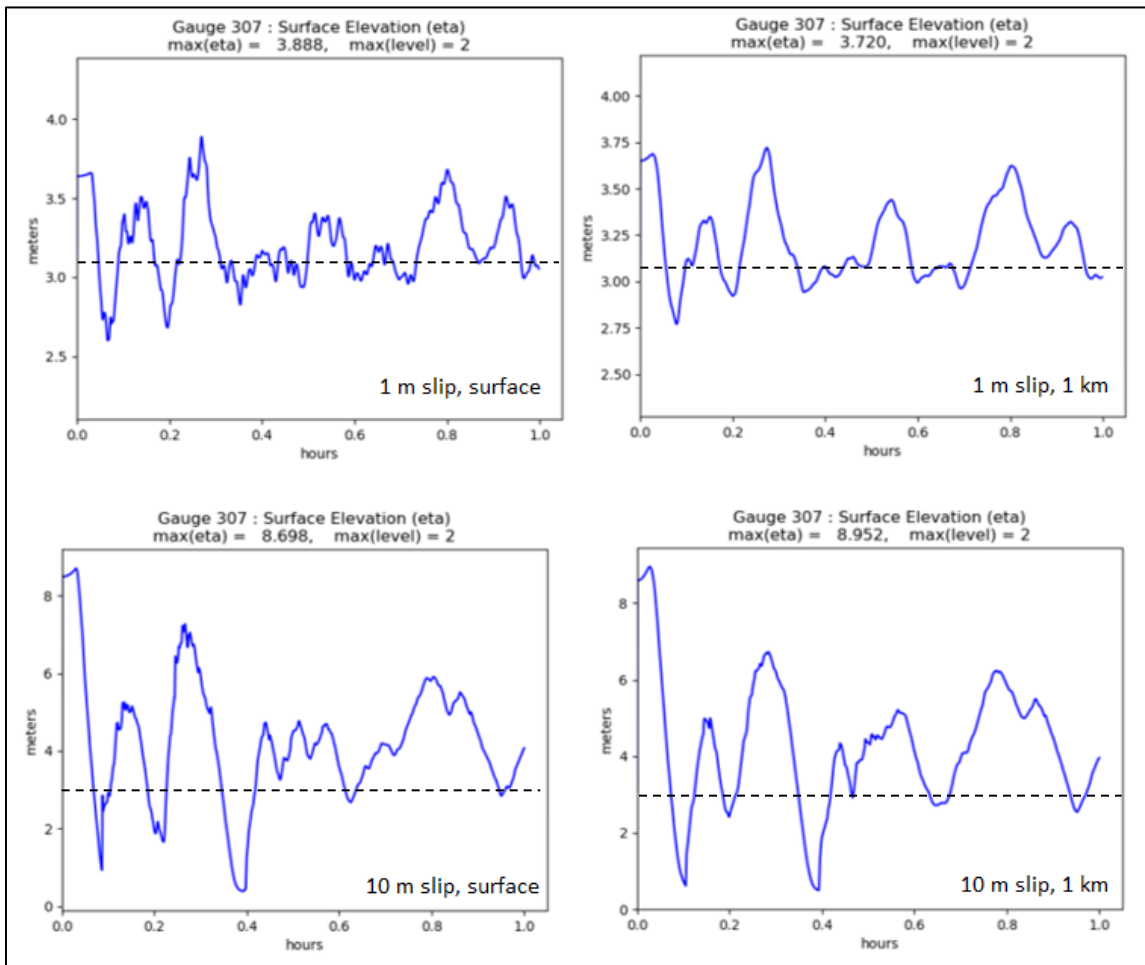 Gauge 307 : Surface Elevation (eta)
max(eta) = 3.888, max(level) = 2
4.0
3.5
3.0
2.5
meters
1 m slip, surface
0.0 0.2 0.4 0.6 0.8 1.0
hours
Gauge 307 : Surface Elevation (eta)
max(eta) = 3.720, max(level) = 2
4.00
3.75
3.50
3.25
3.00
2.75
2.50
meters
1 m slip, 1 km
0.0 0.2 0.4 0.6 0.8 1.0
hours
Gauge 307 : Surface Elevation (eta)
max(eta) = 8.698, max(level) = 2
8
6
4
2
0
meters
10 m slip, surface
0.0 0.2 0.4 0.6 0.8 1.0
hours
Gauge 307 : Surface Elevation (eta)
max(eta) = 8.952, max(level) = 2
8
6
4
2
0
meters
10 m slip, 1 km
0.0 0.2 0.4 0.6 0.8 1.0
hours